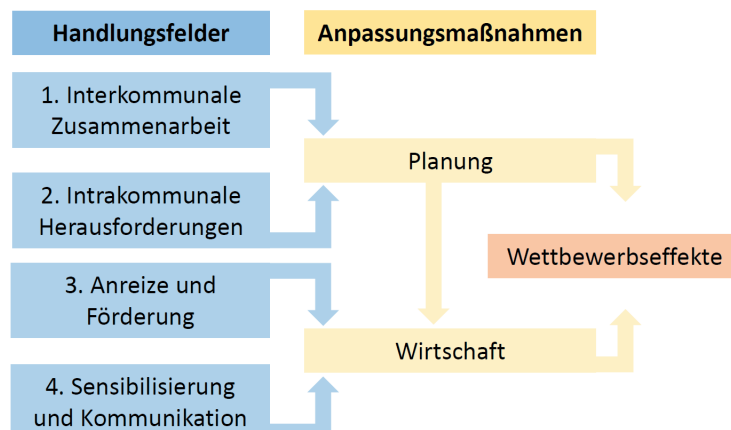 Handlungsfelder
Anpassungsmaßnahmen
1. Interkommunale
Zusammenarbeit
Planung
2. Intrakommunale
Herausforderungen
Wettbewerbseffekte
3. Anreize und
Förderung
Wirtschaft
4. Sensibilisierung
und Kommunikation